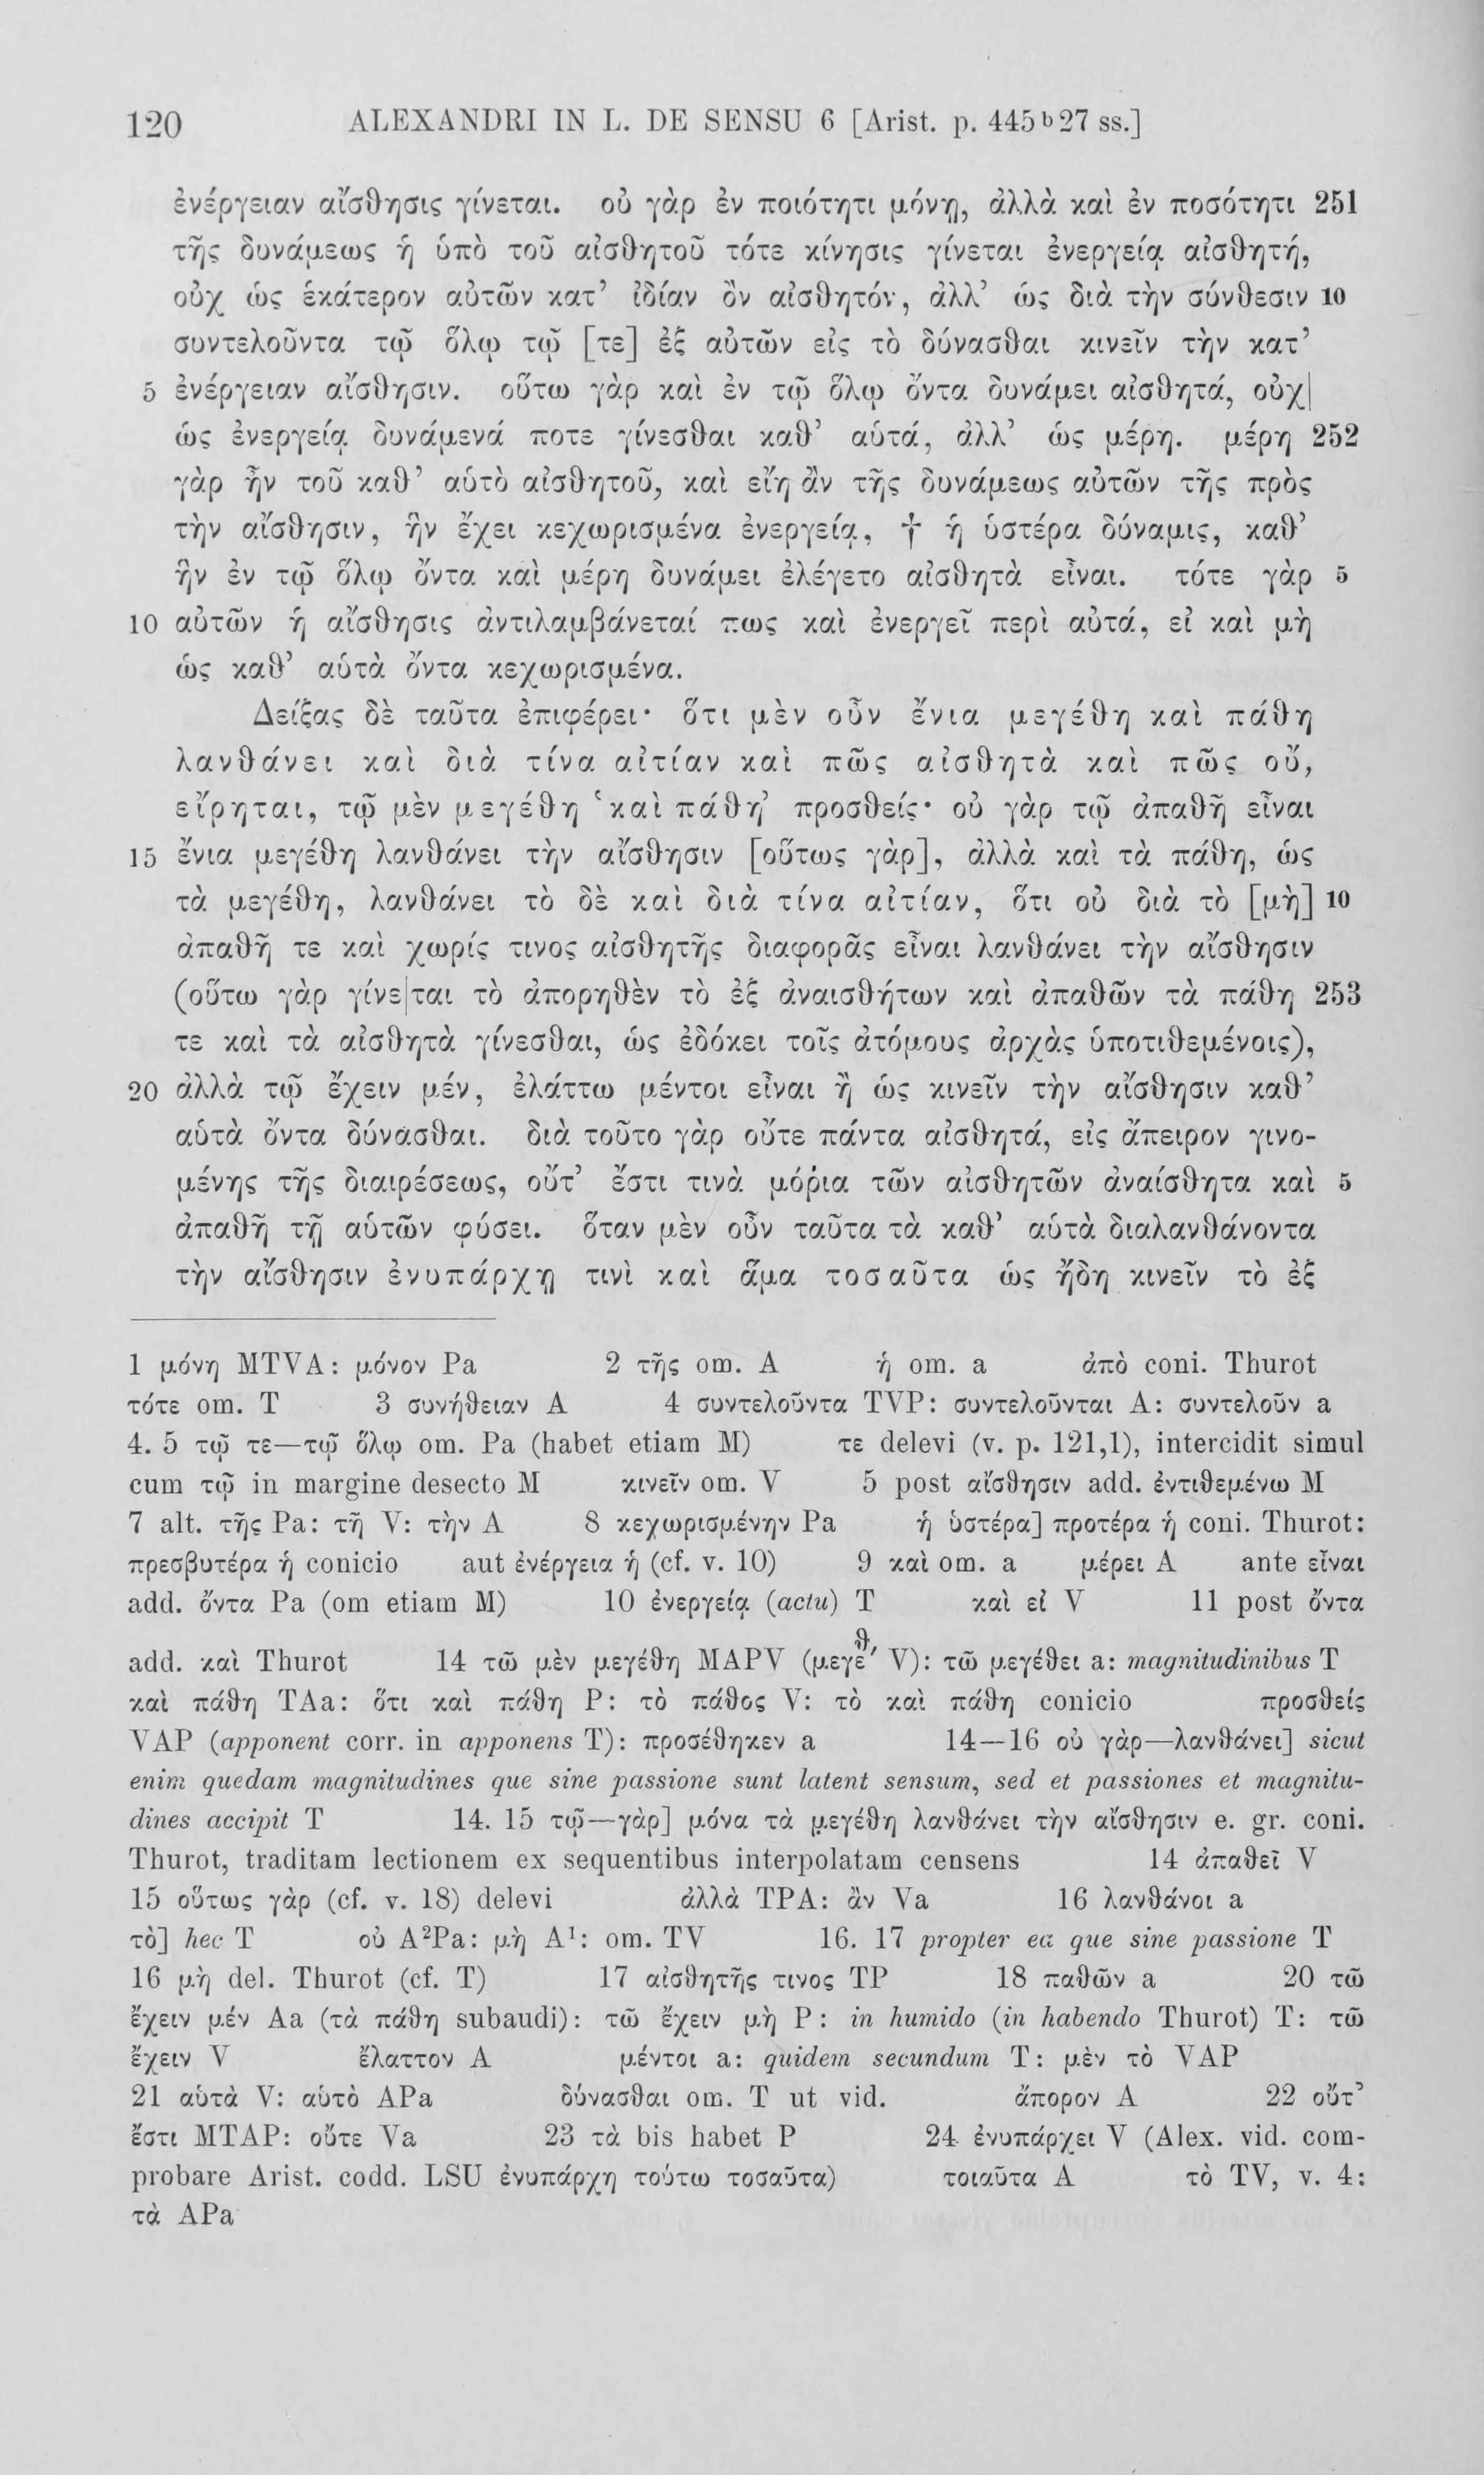 120 ALEXANDRI IN L. DE SENSU 6 [Arist. p. 445ᵇ27 ss.]
ἐνέργειαν αἴσθησις γίνεται. οὐ γὰρ ἐν ποιότητι μόνῃ, ἀλλὰ καὶ ἐν ποσότητι 251
τῆς δυνάμεως ἡ ὑπὸ τοῦ αἰσθητοῦ τότε κίνησις γίνεται ἐνεργείᾳ αἰσθητή,
οὐχ ὡς ἑκάτερον αὐτῶν κατ’ ἰδίαν ὂν αἰσθητόν, ἀλλ’ ὡς διὰ τὴν σύνθεσιν 10
συντελοῦντα τῷ ὅλῳ τῷ [τε] ἐξ αὐτῶν εἰς τὸ δύνασθαι κινεῖν τὴν κατ’
5 ἐνέργειαν αἴσθησιν. οὕτω γὰρ καὶ ἐν τῷ ὅλῳ ὄντα δυνάμει αἰσθητά, οὐχ|
ὡς ἐνεργείᾳ δυνάμενά ποτε γίνεσθαι καθ’ αὑτά, ἀλλ’ ὡς μέρη. μέρη 252
γὰρ ἦν τοῦ καθ’ αὑτὸ αἰσθητοῦ, καὶ εἴη ἂν τῆς δυνάμεως αὐτῶν τῆς πρὸς
τὴν αἴσθησιν, ἣν ἔχει κεχωρισμένα ἐνεργείᾳ, † ἡ ὑστέρα δύναμις, καθ’
ἣν ἐν τῷ ὅλῳ ὄντα καὶ μέρη δυνάμει ἐλέγετο αἰσθητὰ εἶναι. τότε γὰρ 5
10 αὐτῶν ἡ αἴσθησις ἀντιλαμβάνεταί πως καὶ ἐνεργεῖ περὶ αὐτά, εἰ καὶ μὴ
ὡς καθ’ αὑτὰ ὄντα κεχωρισμένα.
Δείξας δὲ ταῦτα ἐπιφέρει· ὅτι μὲν οὖν ἔνια μεγέθη καὶ πάθη
λανθάνει καὶ διὰ τίνα αἰτίαν καὶ πῶς αἰσθητὰ καὶ πῶς οὔ,
εἴρηται, τῷ μὲν μεγέθη ‘καὶ πάθη’ προσθείς· οὐ γὰρ τῷ ἀπαθῆ εἶναι
15 ἔνια μεγέθη λανθάνει τὴν αἴσθησιν [οὕτως γὰρ], ἀλλὰ καὶ τὰ πάθη, ὡς
τὰ μεγέθη, λανθάνει τὸ δὲ καὶ διὰ τίνα αἰτίαν, ὅτι οὐ διὰ τὸ [μὴ] 10
ἀπαθῆ τε καὶ χωρίς τινος αἰσθητῆς διαφορᾶς εἶναι λανθάνει τὴν αἴσθησιν
(οὕτω γὰρ γίνε|ται τὸ ἀπορηθὲν τὸ ἐξ ἀναισθήτων καὶ ἀπαθῶν τὰ πάθη 253
τε καὶ τὰ αἰσθητὰ γίνεσθαι, ὡς ἐδόκει τοῖς ἀτόμους ἀρχὰς ὑποτιθεμένοις),
20 ἀλλὰ τῷ ἔχειν μέν, ἐλάττω μέντοι εἶναι ἢ ὡς κινεῖν τὴν αἴσθησιν καθ’
αὑτὰ ὄντα δύνασθαι. διὰ τοῦτο γὰρ οὔτε πάντα αἰσθητά, εἰς ἄπειρον γινο-
μένης τῆς διαιρέσεως, οὔτ’ ἔστι τινὰ μόρια τῶν αἰσθητῶν ἀναίσθητα καὶ 5
ἀπαθῆ τῇ αὑτῶν φύσει. ὅταν μὲν οὖν ταῦτα τὰ καθ’ αὑτὰ διαλανθάνοντα
τὴν αἴσθησιν ἐνυπάρχῃ τινὶ καὶ ἅμα τοσαῦτα ὡς ἤδη κινεῖν τὸ ἐξ
1 μόνη MTVA: μόνον Pa 2 τῆς om. A ἡ om. a ἀπὸ coni. Thurot
τότε om. T 3 συνήθειαν A 4 συντελοῦντα TVP: συντελοῦνται A: συντελοῦν a
4. 5 τῷ τε—τῷ ὅλῳ om. Pa (habet etiam M) τε delevi (v. p. 121,1), intercidit simul
cum τῷ in margine desecto M κινεῖν om. V 5 post αἴσθησιν add. ἐντιθεμένω M
7 alt. τῆς Pa: τῆ V: τὴν A 8 κεχωρισμένην Pa ἡ ὑστέρα] προτέρα ἡ coni. Thurot:
πρεσβυτέρα ἡ conicio aut ἐνέργεια ἡ (cf. v. 10) 9 καὶ om. a μέρει A ante εἶναι
add. ὄντα Pa (om etiam M) 10 ἐνεργείᾳ (actu) T καὶ εἰ V 11 post ὄντα
add. καὶ Thurot 14 τῶ μὲν μεγέθη MAPV (μεγεθ′ V): τῶ μεγέθει a: magnitudinibus T
καὶ πάθη TAa: ὅτι καὶ πάθη P: τὸ πάθος V: τὸ καὶ πάθη conicio προσθείς
VAP (apponent corr. in apponens T): προσέθηκεν a 14—16 οὐ γὰρ—λανθάνει] sicut
enim quedam magnitudines que sine passione sunt latent sensum, sed et passiones et magnitu-
dines accipit T 14. 15 τῷ—γὰρ] μόνα τὰ μεγέθη λανθάνει τὴν αἴσθησιν e. gr. coni.
Thurot, traditam lectionem ex sequentibus interpolatam censens 14 ἀπαθεῖ V
15 οὕτως γὰρ (cf. v. 18) delevi ἀλλὰ TPA: ἂν Va 16 λανθάνοι a
τὸ] hec T οὐ A²Pa: μὴ A¹: om. TV 16. 17 propter ea que sine passione T
16 μὴ del. Thurot (cf. T) 17 αἰσθητῆς τινος TP 18 παθῶν a 20 τῶ
ἔχειν μέν Aa (τὰ πάθη subaudi): τῶ ἔχειν μὴ P: in humido (in habendo Thurot) T: τῶ
ἔχειν V ἔλαττον A μέντοι a: quidem secundum T: μὲν τὸ VAP
21 αὑτὰ V: αὑτὸ APa δύνασθαι om. T ut vid. ἄπορον A 22 οὔτ’
ἔστι MTAP: οὔτε Va 23 τὰ bis habet P 24 ἐνυπάρχει V (Alex. vid. com-
probare Arist. codd. LSU ἐνυπάρχη τούτω τοσαῦτα) τοιαῦτα A τὸ TV, v. 4:
τὰ APa